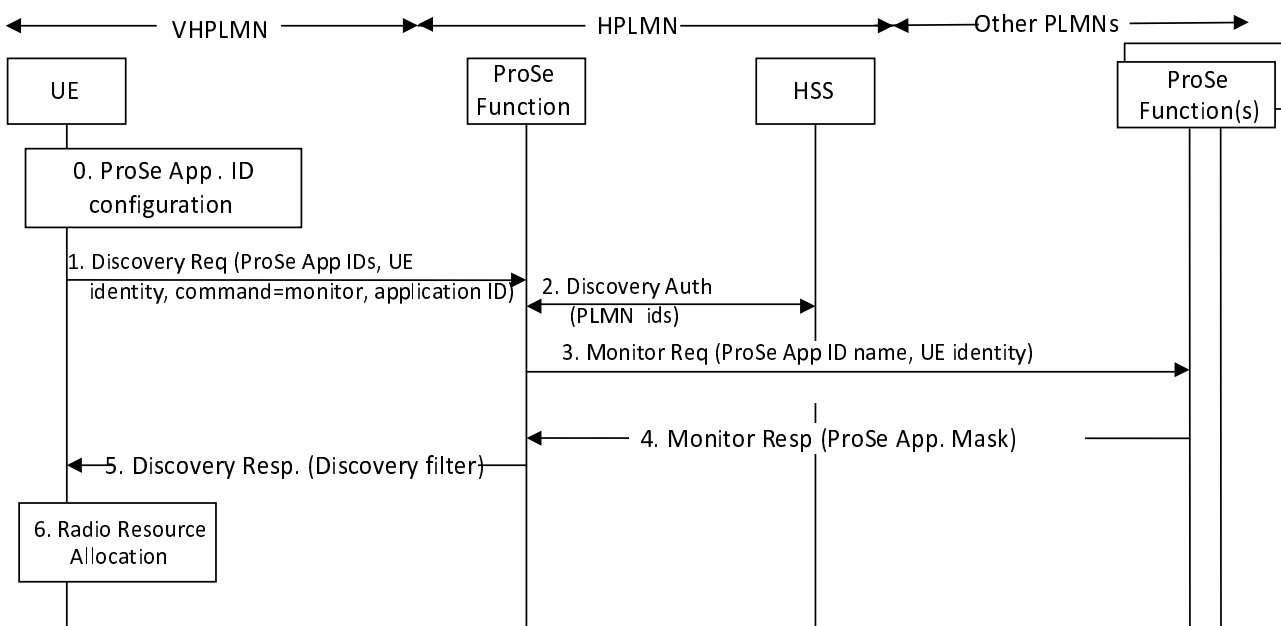 VHPLMN
HPLMN
Other PLMNs
UE
ProSe
Function
HSS
ProSe
Function(s)
0. ProSe App . ID
configuration
1. Discovery Req (ProSe App IDs, UE
identity, command=monitor, application ID)
2. Discovery Auth
(PLMN ids)
3. Monitor Req (ProSe App ID name, UE identity)
4. Monitor Resp (ProSe App. Mask)
5. Discovery Resp. (Discovery filter)
6. Radio Resource
Allocation